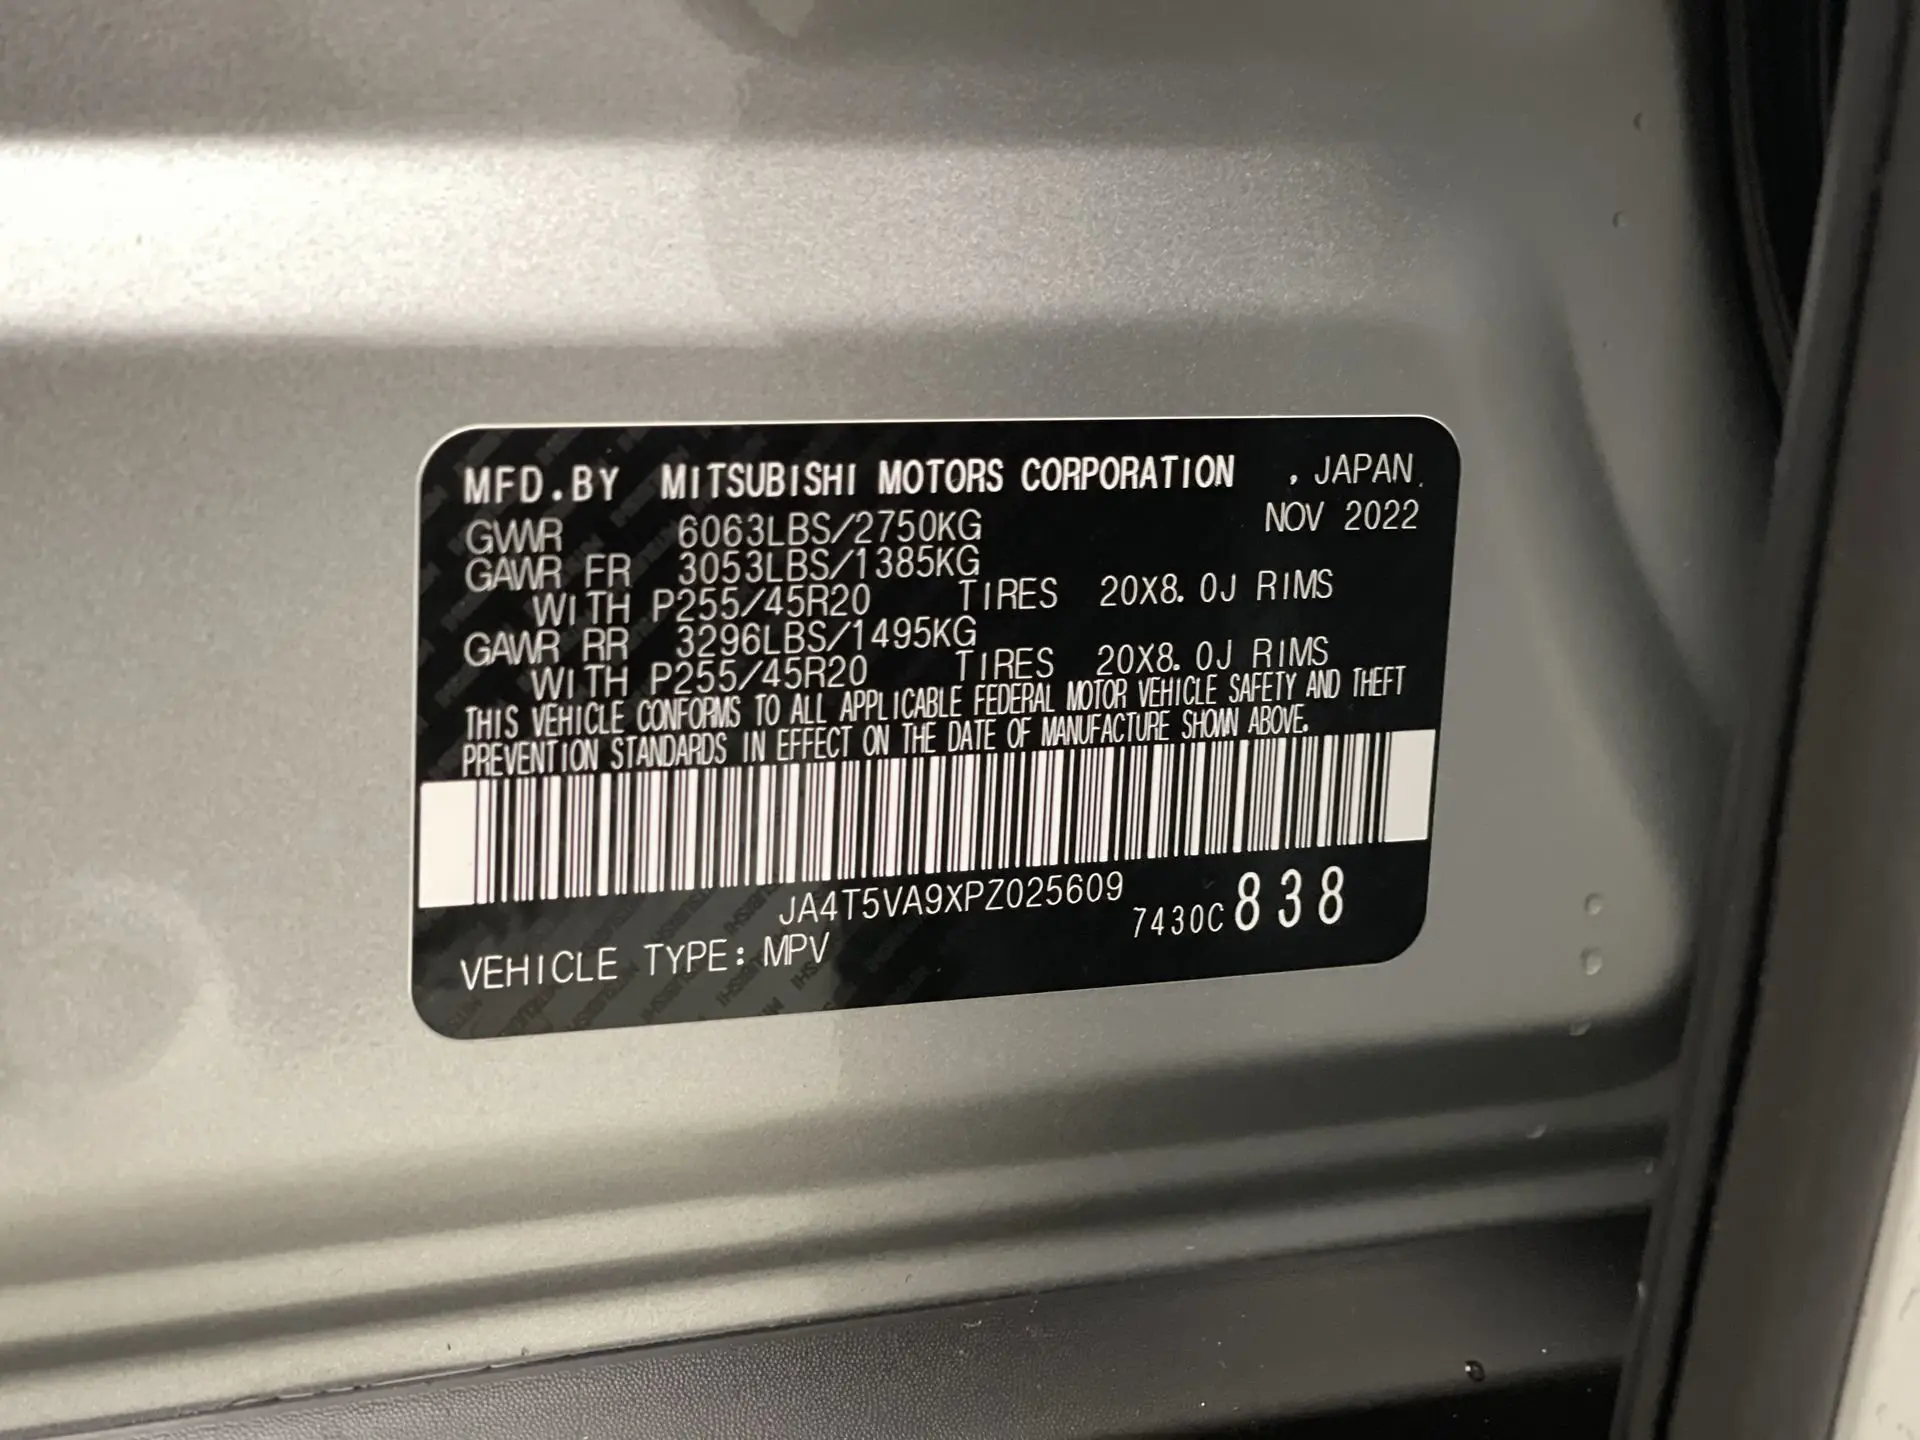 MFD.BY MITSUBISHI MOTORS CORPORATION , JAPAN.
NOV 2022
GVWR 6063LBS/2750KG
GAWR FR 3053LBS/1385KG
WITH P255/45R20 TIRES 20X8.0J RIMS
GAWR RR 3296LBS/1495KG
WITH P255/45R20 TIRES 20X8.0J RIMS
THIS VEHICLE CONFORMS TO ALL APPLICABLE FEDERAL MOTOR VEHICLE SAFETY AND THEFT
PREVENTION STANDARDS IN EFFECT ON THE DATE OF MANUFACTURE SHOWN ABOVE.
JA4T5VA9XPZ025609
7430C 838
VEHICLE TYPE: MPV